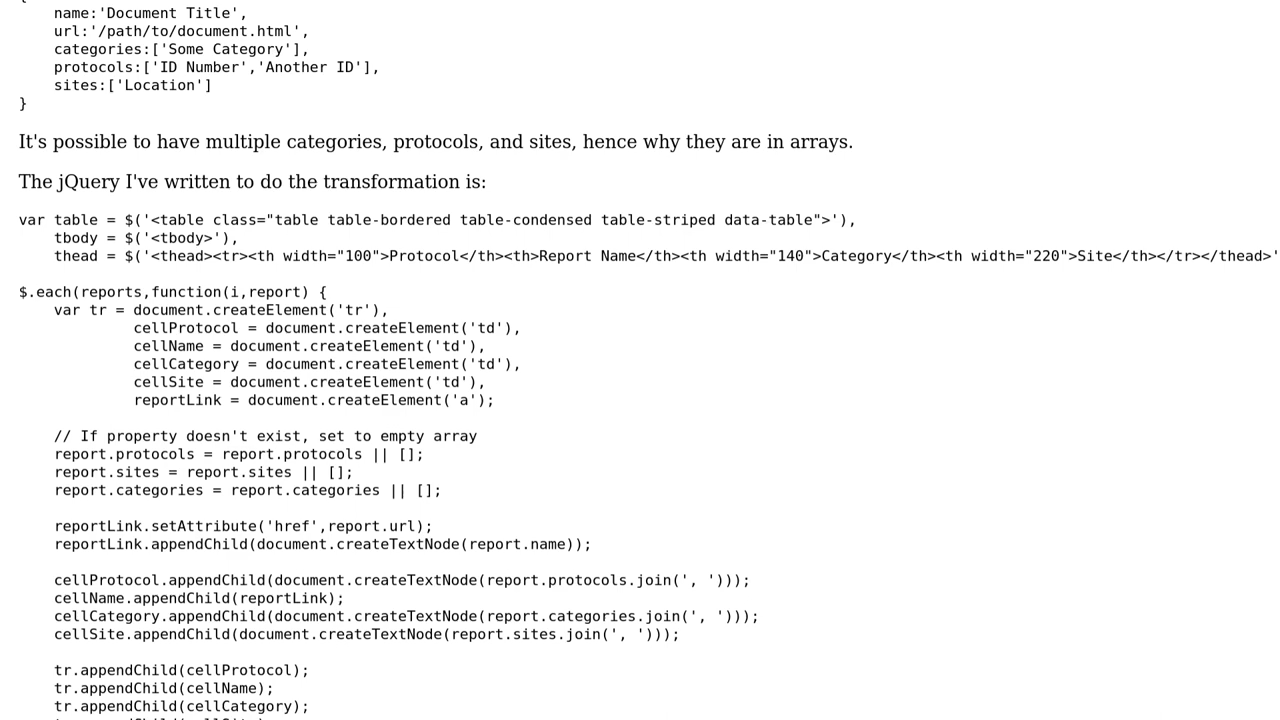 name:'Document Title',
url:'/path/to/document.html',
categories:['Some Category'],
protocols:['ID Number','Another ID'],
sites:['Location']
}
It's possible to have multiple categories, protocols, and sites, hence why they are in arrays.
The jQuery I've written to do the transformation is:
var table = $('<table class="table table-bordered table-condensed table-striped data-table">'),
tbody = $('<tbody>'),
thead = $('<thead><tr><th width="100">Protocol</th><th>Report Name</th><th width="140">Category</th><th width="220">Site</th></tr></thead>'
$.each(reports,function(i,report) {
var tr = document.createElement('tr'),
cellProtocol = document.createElement('td'),
cellName = document.createElement('td'),
cellCategory = document.createElement('td'),
cellSite = document.createElement('td'),
reportLink = document.createElement('a');
// If property doesn't exist, set to empty array
report.protocols = report.protocols || [];
report.sites = report.sites || [];
report.categories = report.categories || [];
reportLink.setAttribute('href',report.url);
reportLink.appendChild(document.createTextNode(report.name));
cellProtocol.appendChild(document.createTextNode(report.protocols.join(', ')));
cellName.appendChild(reportLink);
cellCategory.appendChild(document.createTextNode(report.categories.join(', ')));
cellSite.appendChild(document.createTextNode(report.sites.join(', ')));
tr.appendChild(cellProtocol);
tr.appendChild(cellName);
tr.appendChild(cellCategory);